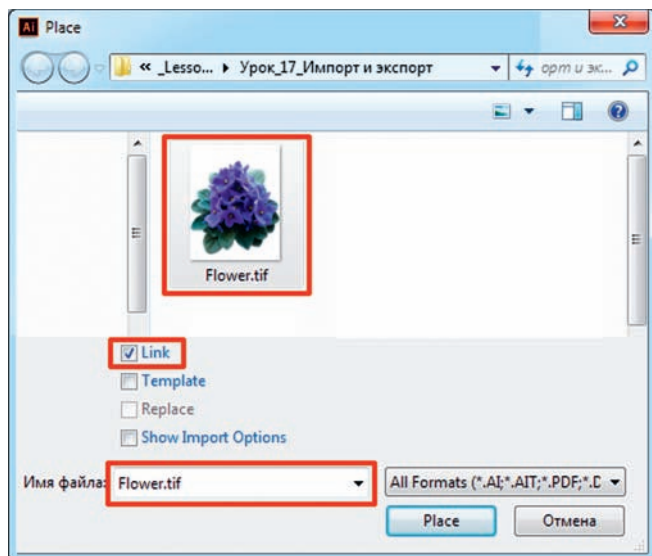 Ai Place
« _Lesso... ▸ Урок_17_Импорт и экспорт
орт и эк...
Flower.tif
Link
Template
Replace
Show Import Options
Имя файла: Flower.tif
All Formats (*.AI;*.AIT;*.PDF;*.D
Place
Отмена